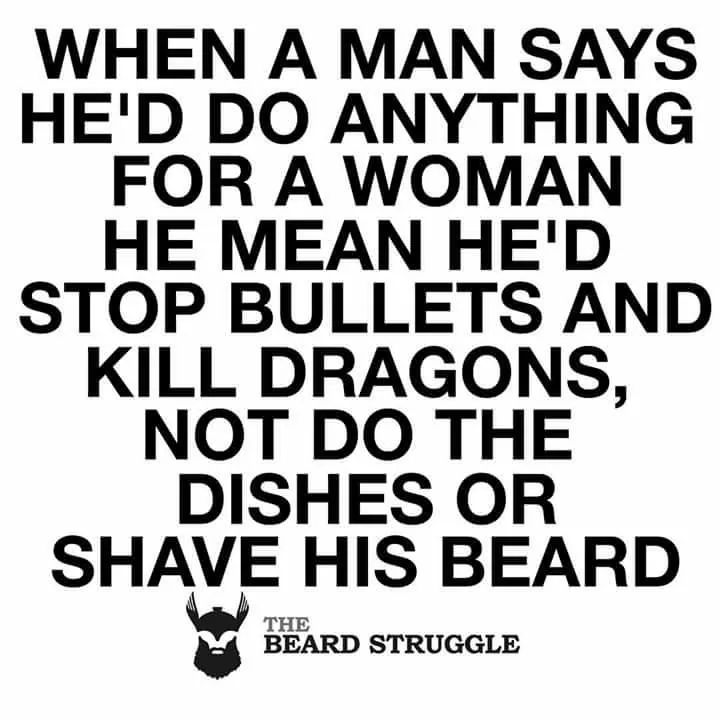 WHEN A MAN SAYS
HE'D DO ANYTHING
FOR A WOMAN
HE MEAN HE'D
STOP BULLETS AND
KILL DRAGONS,
NOT DO THE
DISHES OR
SHAVE HIS BEARD
THE
BEARD STRUGGLE